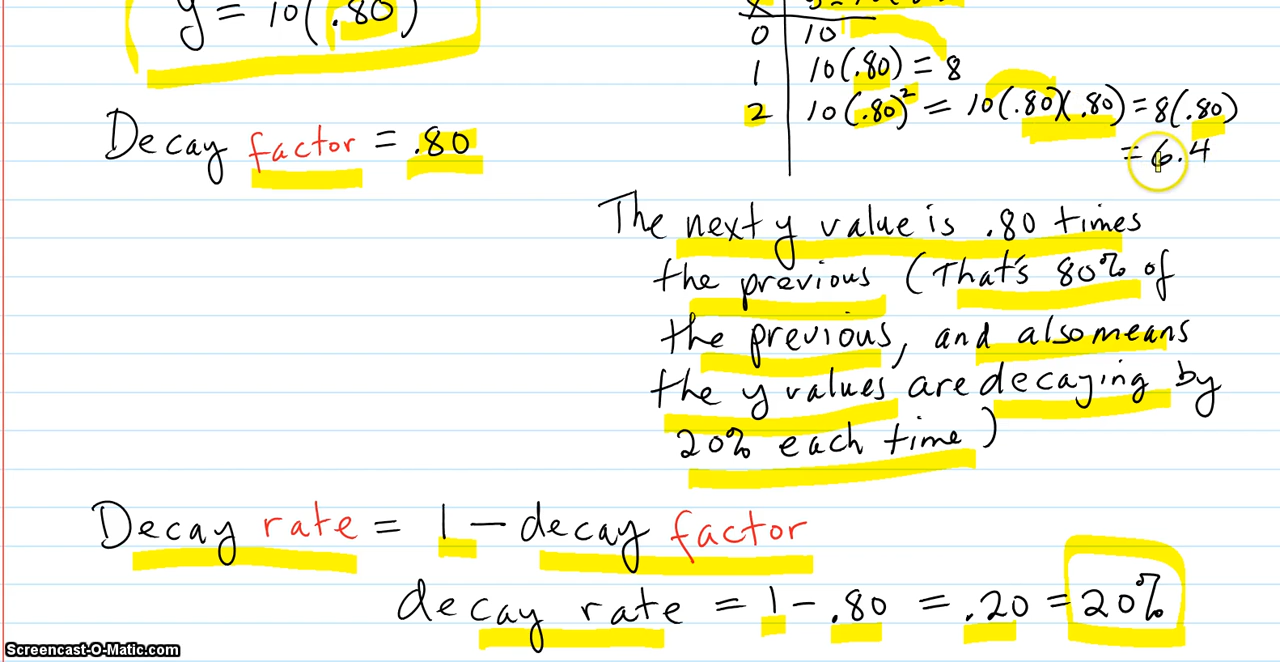 y = 10(.80)
0 10
1 10(.80) = 8
2 10(.80)² = 10(.80)(.80) = 8(.80)
= 6.4
Decay factor = .80
The next y value is .80 times
the previous (That's 80% of
the previous, and also means
the y values are decaying by
20% each time)
Decay rate = 1 - decay factor
decay rate = 1 - .80 = .20 = 20%
Screencast-O-Matic.com